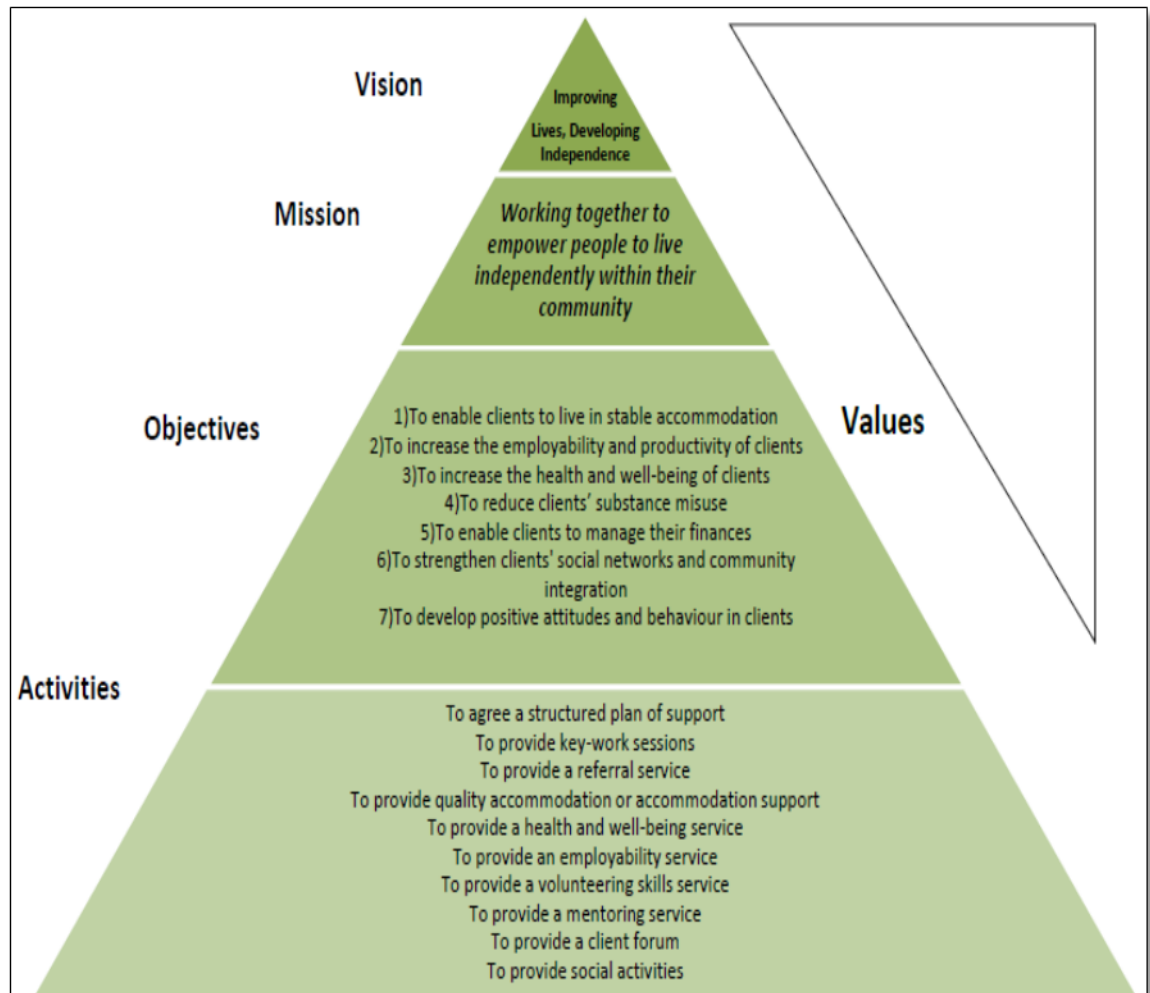 Vision
Improving
Lives, Developing
Independence
Mission
Working together to
empower people to live
independently within their
community
Objectives
1)To enable clients to live in stable accommodation
2)To increase the employability and productivity of clients
3)To increase the health and well-being of clients
4)To reduce clients’ substance misuse
5)To enable clients to manage their finances
6)To strengthen clients' social networks and community
integration
7)To develop positive attitudes and behaviour in clients
Values
Activities
To agree a structured plan of support
To provide key-work sessions
To provide a referral service
To provide quality accommodation or accommodation support
To provide a health and well-being service
To provide an employability service
To provide a volunteering skills service
To provide a mentoring service
To provide a client forum
To provide social activities